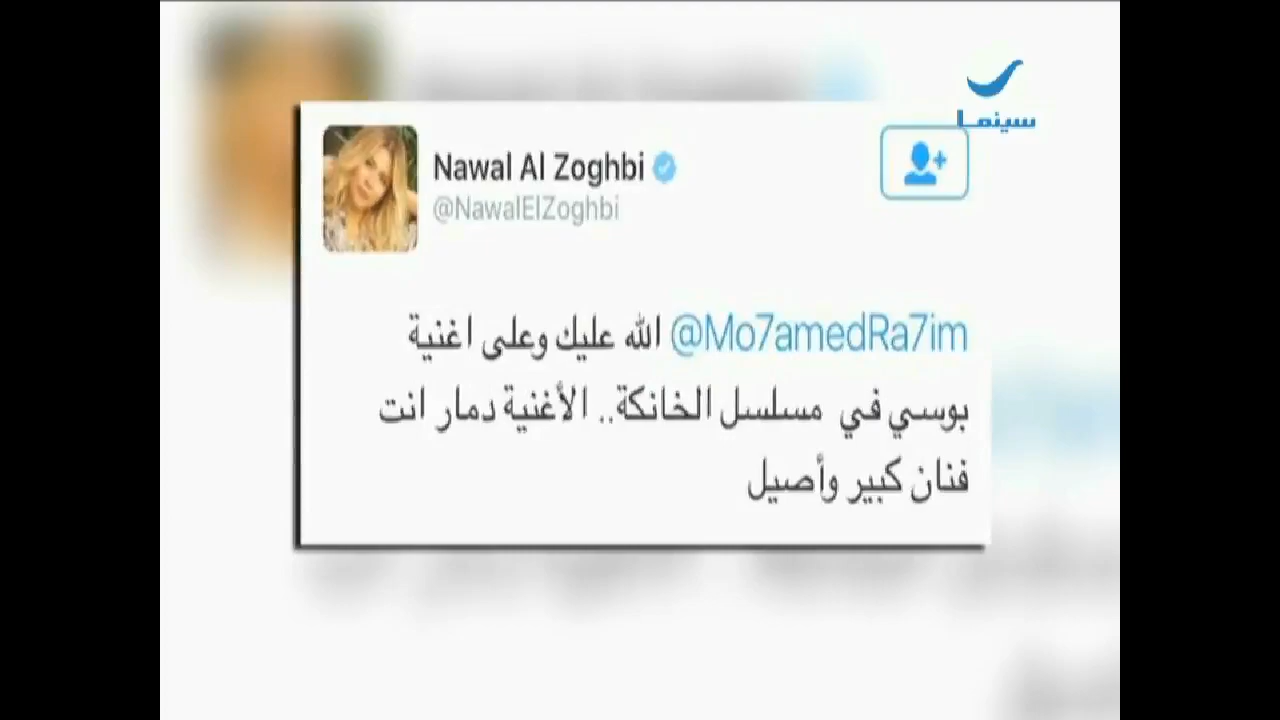 سينما
Nawal Al Zoghbi
@NawalElZoghbi
@Mo7amedRa7im الله عليك وعلى اغنية
بوسي في مسلسل الخانكة.. الأغنية دمار انت
فنان كبير وأصيل